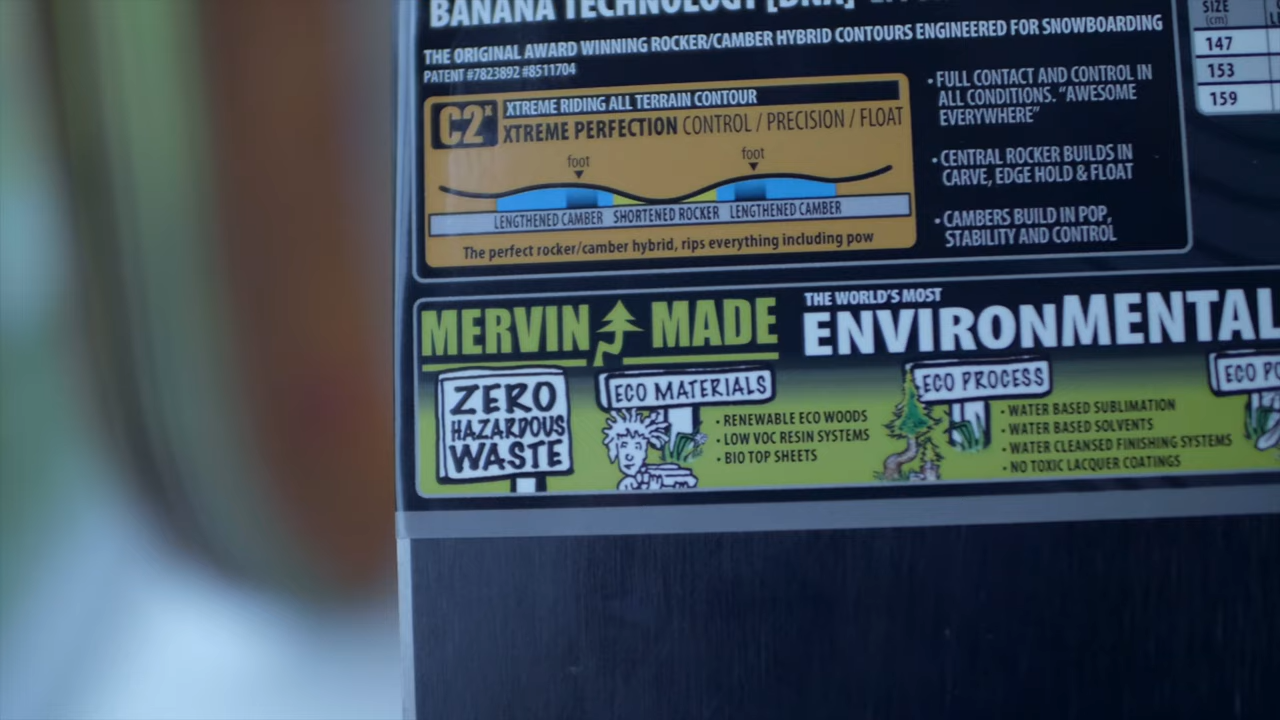 BANANA TECHNOLOGY [DNA]
THE ORIGINAL AWARD WINNING ROCKER/CAMBER HYBRID CONTOURS ENGINEERED FOR SNOWBOARDING
PATENT #7823892 #8511704
C2x
XTREME RIDING ALL TERRAIN CONTOUR
XTREME PERFECTION CONTROL / PRECISION / FLOAT
foot
foot
LENGTHENED CAMBER SHORTENED ROCKER LENGTHENED CAMBER
The perfect rocker/camber hybrid, rips everything including pow
• FULL CONTACT AND CONTROL IN
ALL CONDITIONS. "AWESOME
EVERYWHERE"
• CENTRAL ROCKER BUILDS IN
CARVE, EDGE HOLD & FLOAT
• CAMBERS BUILD IN POP,
STABILITY AND CONTROL
SIZE
(cm)
147
153
159
MERVIN MADE
THE WORLD'S MOST
ENVIRONMENTAL
ZERO
HAZARDOUS
WASTE
ECO MATERIALS
• RENEWABLE ECO WOODS
• LOW VOC RESIN SYSTEMS
• BIO TOP SHEETS
ECO PROCESS
• WATER BASED SUBLIMATION
• WATER BASED SOLVENTS
• WATER CLEANSED FINISHING SYSTEMS
• NO TOXIC LACQUER COATINGS
ECO PO